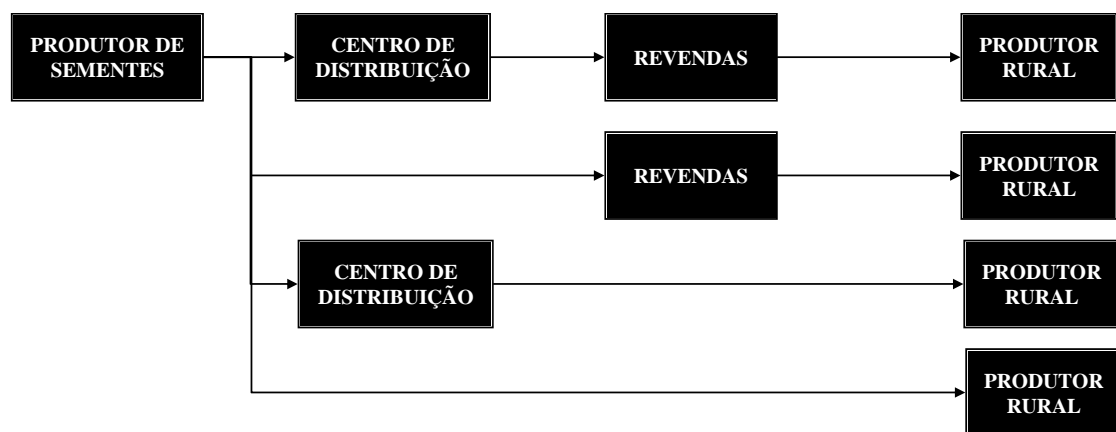 PRODUTOR DE
SEMENTES
CENTRO DE
DISTRIBUIÇÃO
REVENDAS
PRODUTOR
RURAL
REVENDAS
PRODUTOR
RURAL
CENTRO DE
DISTRIBUIÇÃO
PRODUTOR
RURAL
PRODUTOR
RURAL